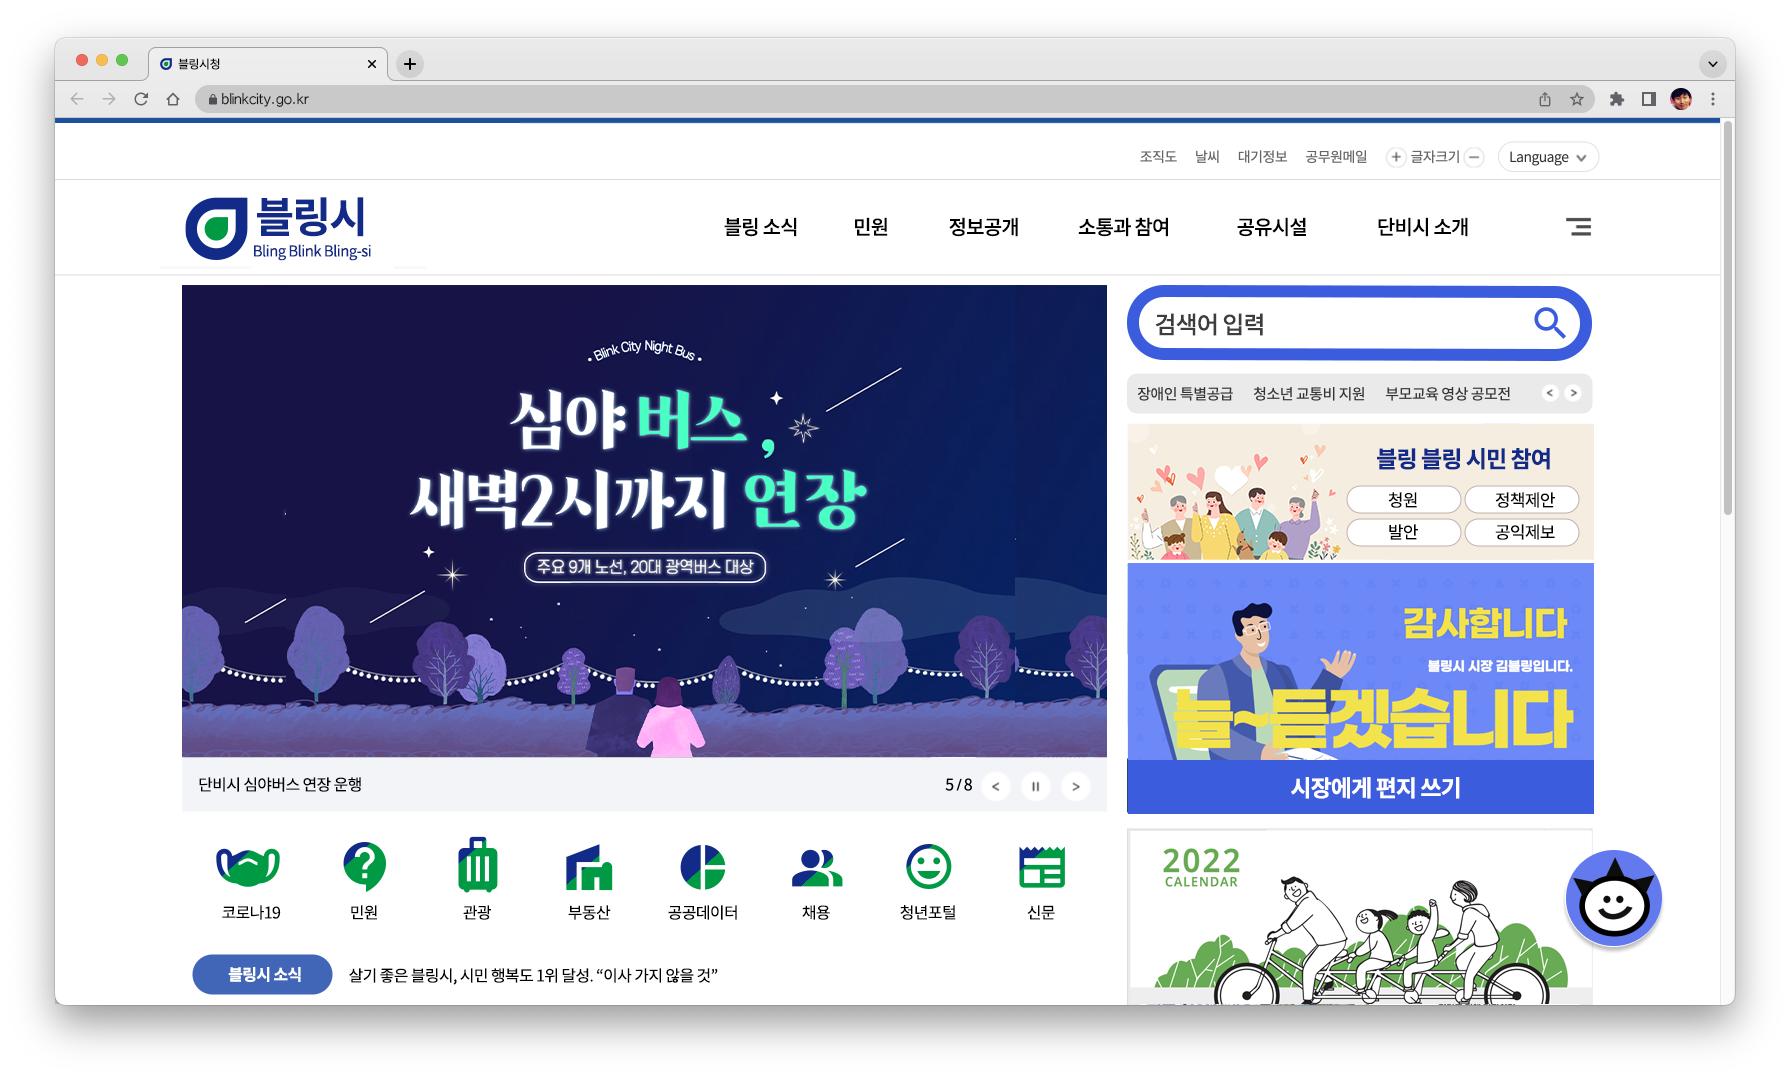 블링시청
blinkcity.go.kr
조직도 날씨 대기정보 공무원메일 + 글자크기 − Language
블링시
Bling Blink Bling-si
블링 소식 민원 정보공개 소통과 참여 공유시설 단비시 소개
• Blink City Night Bus •
심야 버스,
새벽2시까지 연장
주요 9개 노선, 20대 광역버스 대상
단비시 심야버스 연장 운행
5 / 8 < >
검색어 입력
장애인 특별공급 청소년 교통비 지원 부모교육 영상 공모전 < >
블링 블링 시민 참여
청원 정책제안
발안 공익제보
감사합니다
블링시 시장 김블링입니다.
늘~듣겠습니다
시장에게 편지 쓰기
코로나19 민원 관광 부동산 공공데이터 채용 청년포털 신문
블링시 소식 살기 좋은 블링시, 시민 행복도 1위 달성. “이사 가지 않을 것”
2022
CALENDAR